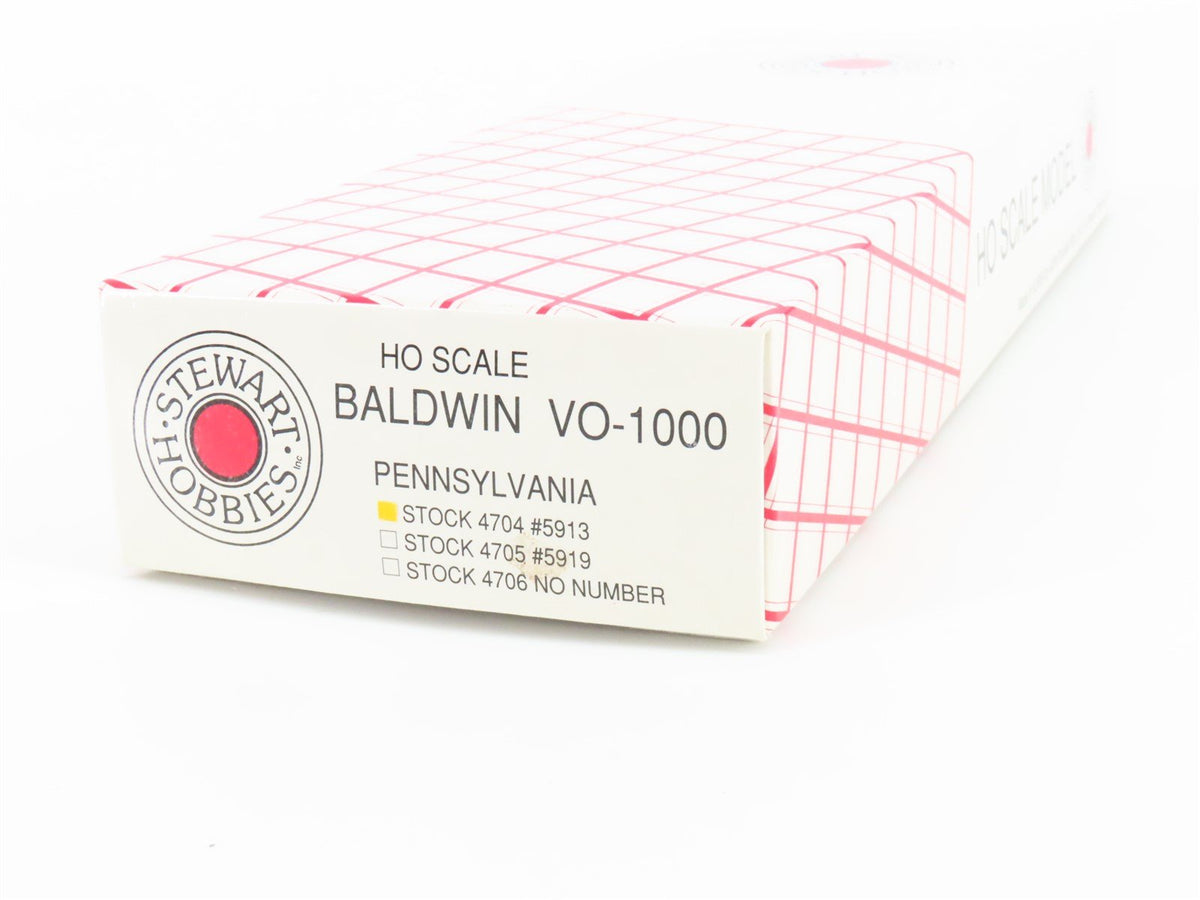 ·STEWART·
HOBBIES
Inc
HO SCALE
BALDWIN VO-1000
PENNSYLVANIA
STOCK 4704 #5913
STOCK 4705 #5919
STOCK 4706 NO NUMBER
HO SCALE MODEL